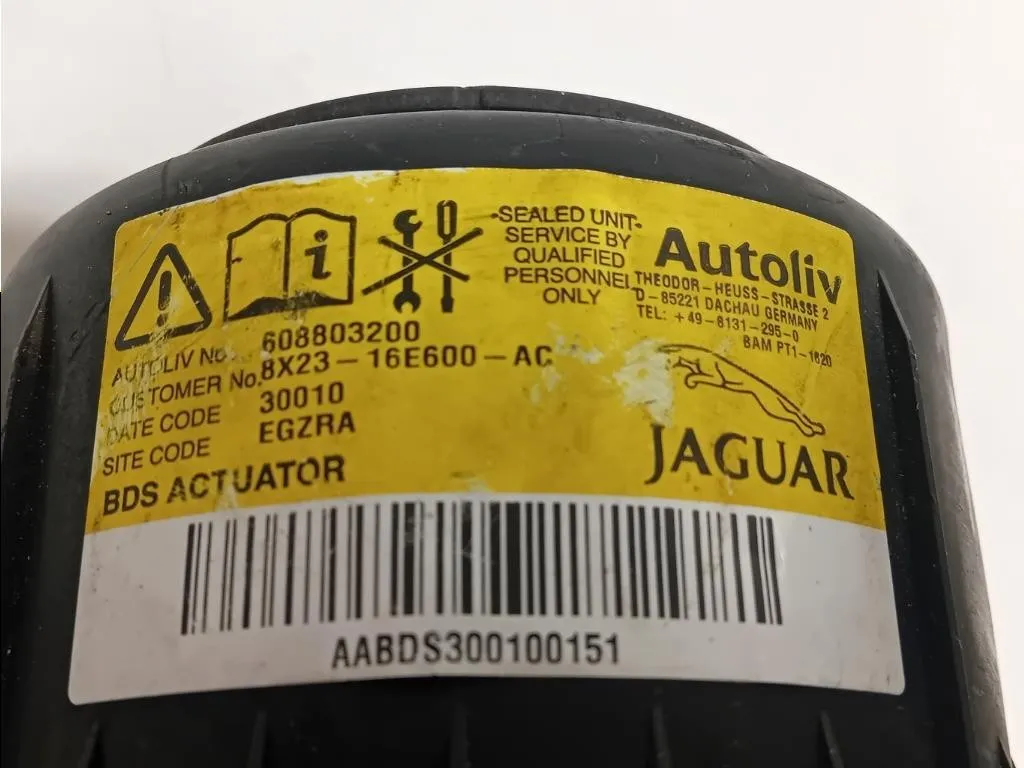 -SEALED UNIT-
SERVICE BY
QUALIFIED
PERSONNEL
ONLY
Autoliv
THEODOR-HEUSS-STRASSE 2
D-85221 DACHAU GERMANY
TEL: +49-8131-295-0
BAM PT1-1620
AUTOLIV No. 608803200
CUSTOMER No. 8X23-16E600-AC
DATE CODE 30010
SITE CODE EGZRA
BDS ACTUATOR
JAGUAR
AABDS300100151